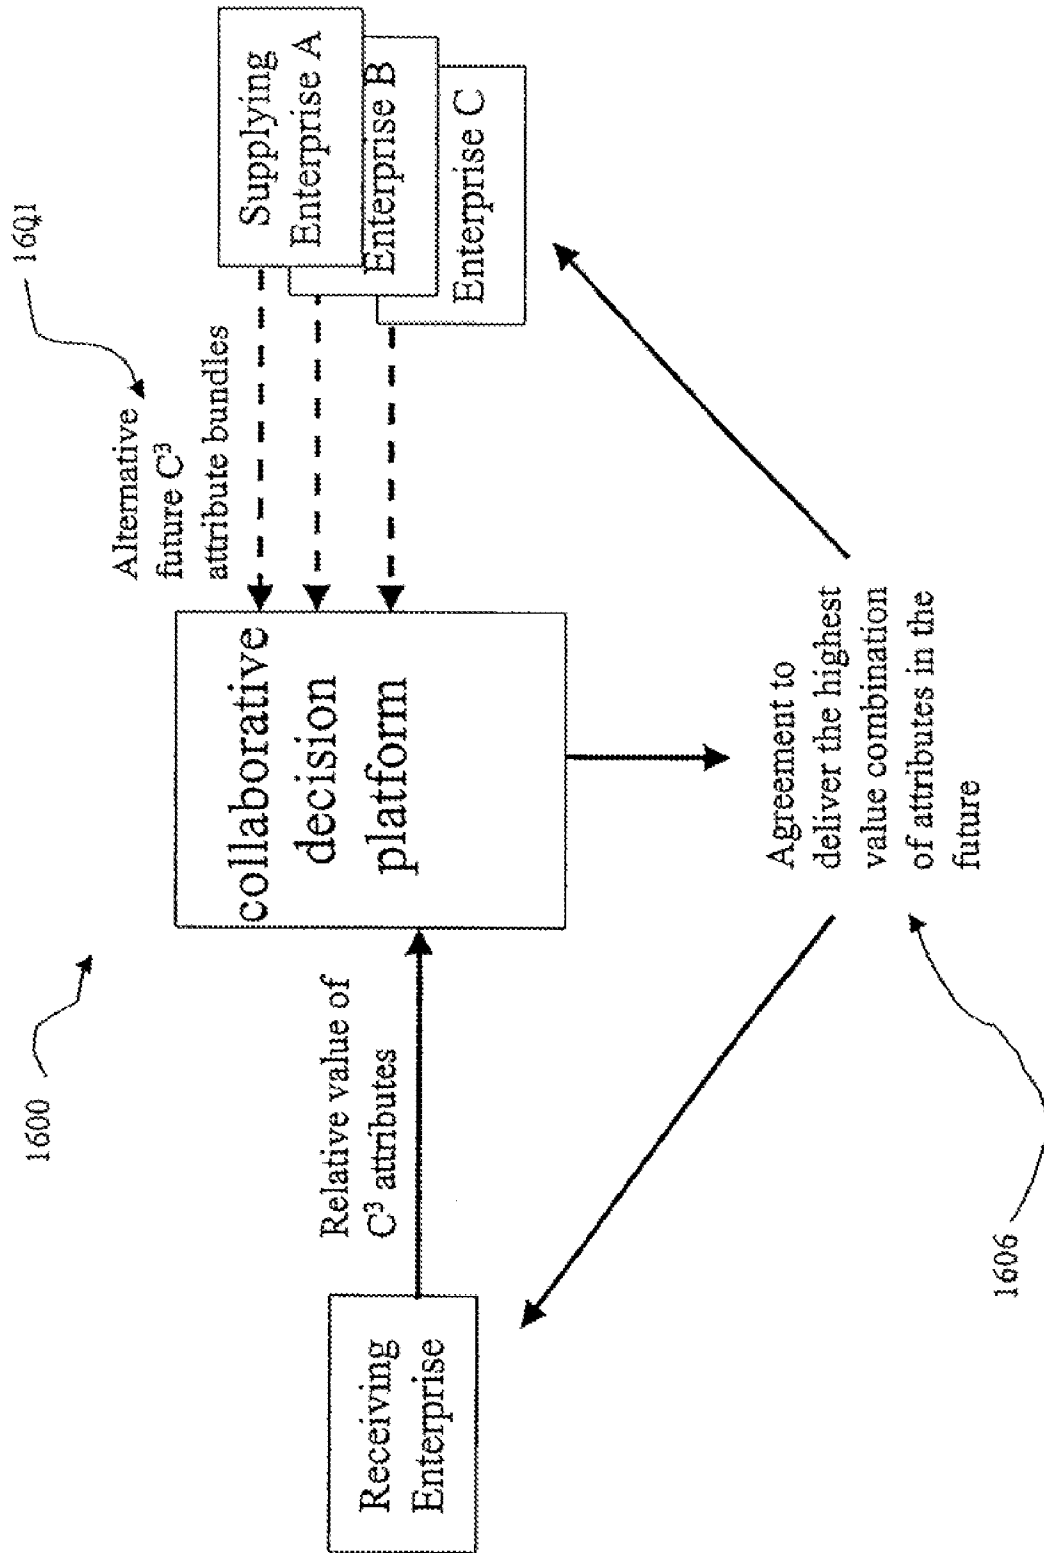 1600
1601
Alternative
future C³
attribute bundles
Supplying
Enterprise A
Enterprise B
Enterprise C
collaborative
decision
platform
Relative value of
C³ attributes
Receiving
Enterprise
Agreement to
deliver the highest
value combination
of attributes in the
future
1606